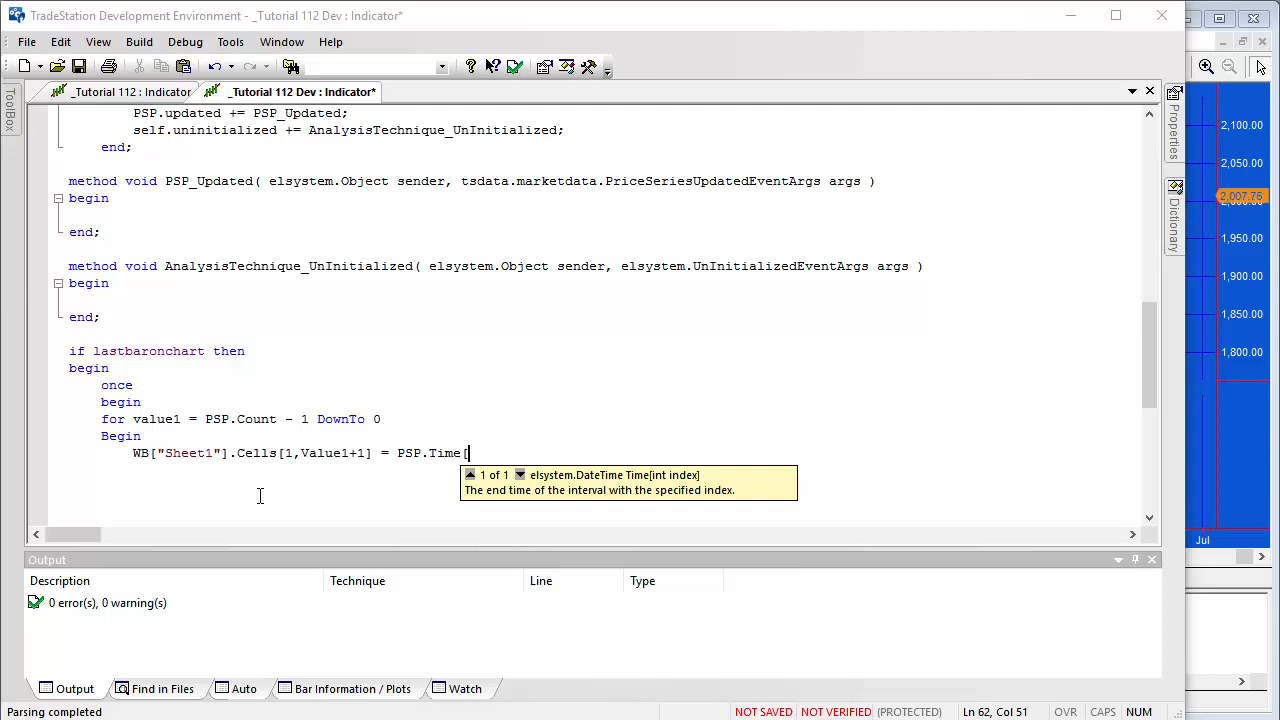 TradeStation Development Environment - _Tutorial 112 Dev : Indicator*
File Edit View Build Debug Tools Window Help
_Tutorial 112 : Indicator _Tutorial 112 Dev : Indicator*
ToolBox
PSP.updated += PSP_Updated;
self.uninitialized += AnalysisTechnique_UnInitialized;
end;
method void PSP_Updated( elsystem.Object sender, tsdata.marketdata.PriceSeriesUpdatedEventArgs args )
begin
end;
method void AnalysisTechnique_UnInitialized( elsystem.Object sender, elsystem.UnInitializedEventArgs args )
begin
end;
if lastbaronchart then
begin
once
begin
for value1 = PSP.Count - 1 DownTo 0
Begin
WB["Sheet1"].Cells[1,Value1+1] = PSP.Time[
1 of 1 elsystem.DateTime Time[int index]
The end time of the interval with the specified index.
Properties
Dictionary
2,100.00
2,050.00
2,007.75
1,950.00
1,900.00
1,850.00
1,800.00
Jul
Output
Description Technique Line Type
0 error(s), 0 warning(s)
Output Find in Files Auto Bar Information / Plots Watch
Parsing completed NOT SAVED NOT VERIFIED (PROTECTED) Ln 62, Col 51 OVR CAPS NUM